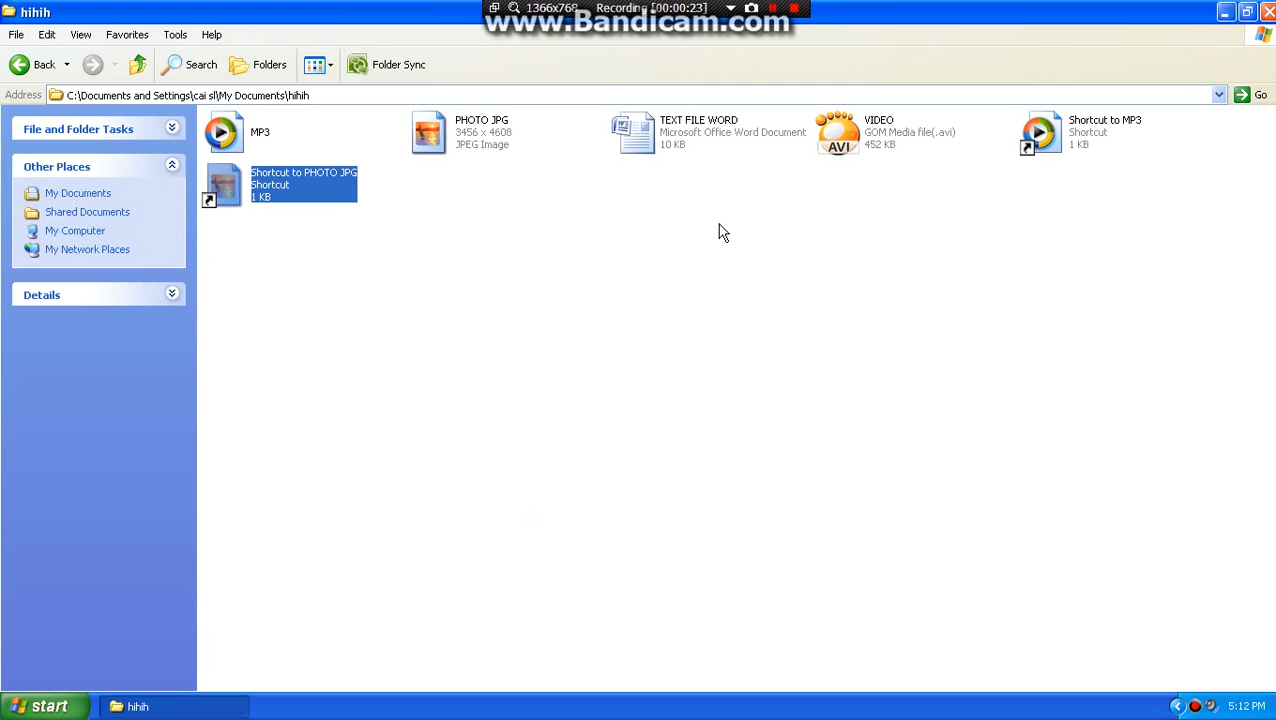 hihih
1366x768 Recording [00:00:23]
www.Bandicam.com
File Edit View Favorites Tools Help
Back Search Folders Folder Sync
Address C:\Documents and Settings\cai sl\My Documents\hihih Go
File and Folder Tasks
Other Places
My Documents
Shared Documents
My Computer
My Network Places
Details
MP3
PHOTO JPG
3456 x 4608
JPEG Image
TEXT FILE WORD
Microsoft Office Word Document
10 KB
AVI
VIDEO
GOM Media file(.avi)
452 KB
Shortcut to MP3
Shortcut
1 KB
Shortcut to PHOTO JPG
Shortcut
1 KB
start hihih 5:12 PM